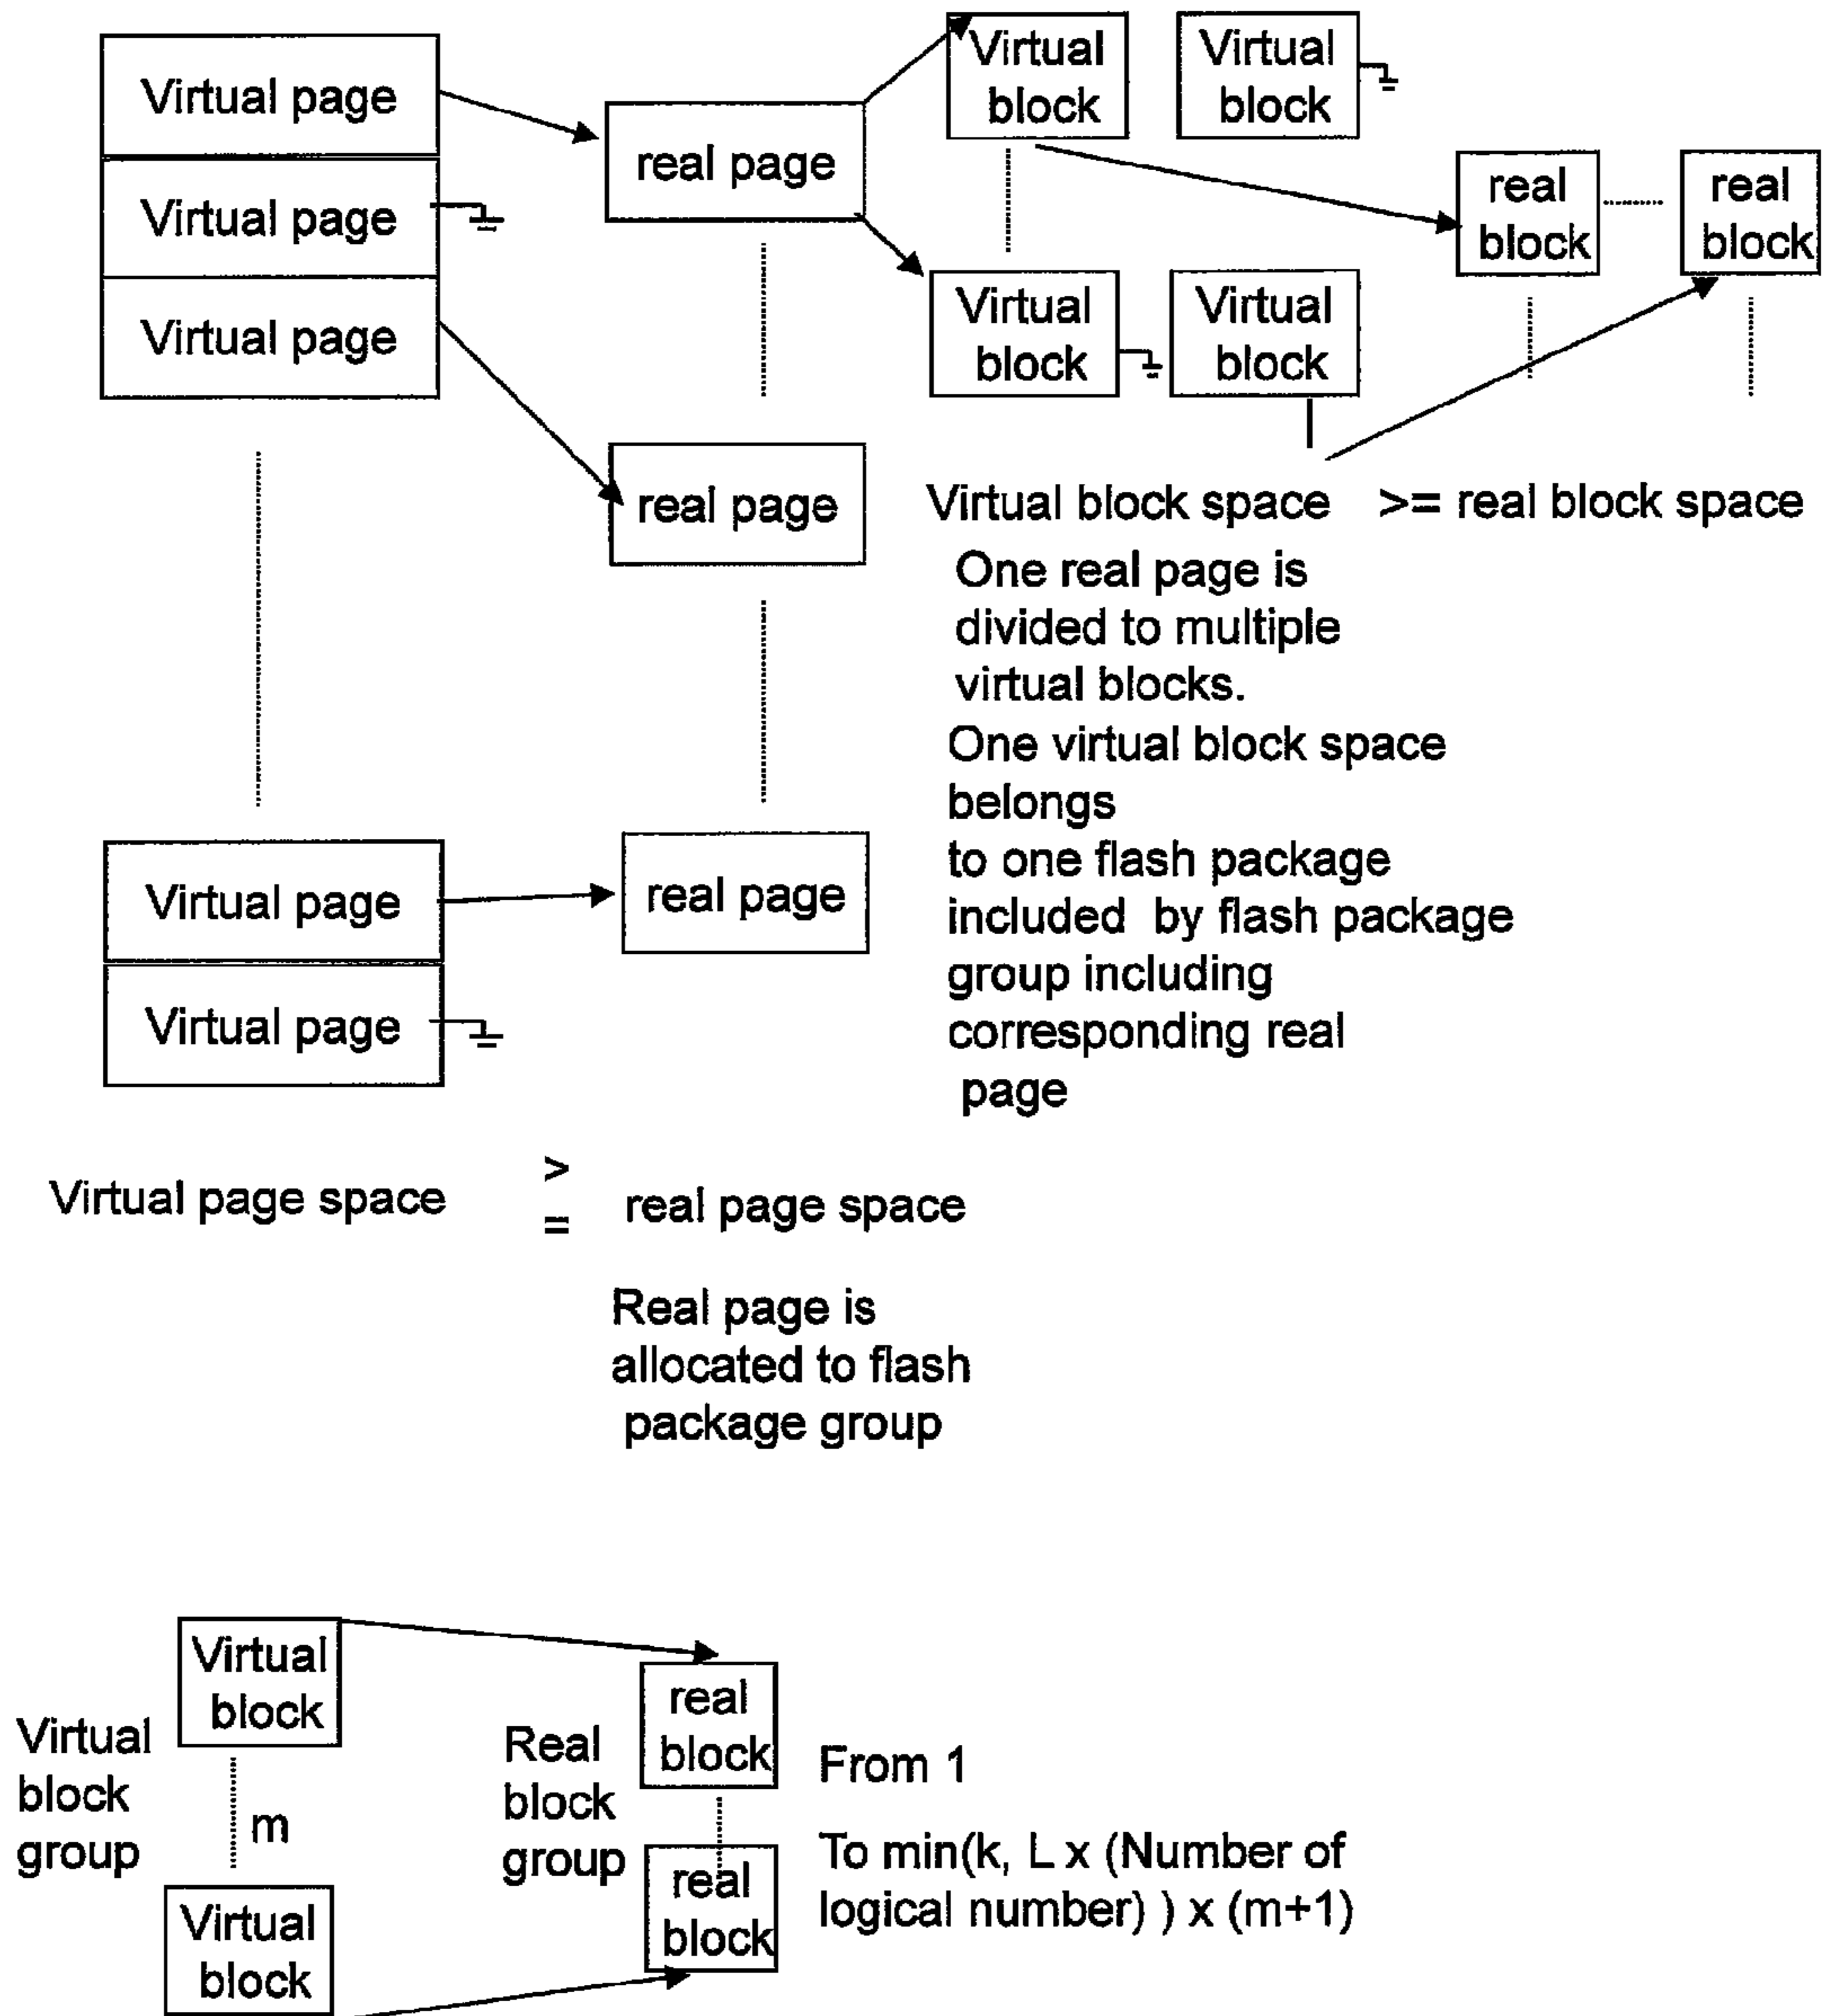 Virtual page
Virtual page
Virtual page
real page
real page
Virtual
block
Virtual
block
Virtual
block
Virtual
block
real
block
real
block
Virtual block space >= real block space
One real page is
divided to multiple
virtual blocks.
One virtual block space
belongs
to one flash package
included by flash package
group including
corresponding real
page
Virtual page
Virtual page
real page
Virtual page space > = real page space
Real page is
allocated to flash
package group
Virtual
block
group
Virtual
block
m
Virtual
block
Real
block
group
real
block
real
block
From 1
To min(k, L x (Number of
logical number) ) x (m+1)